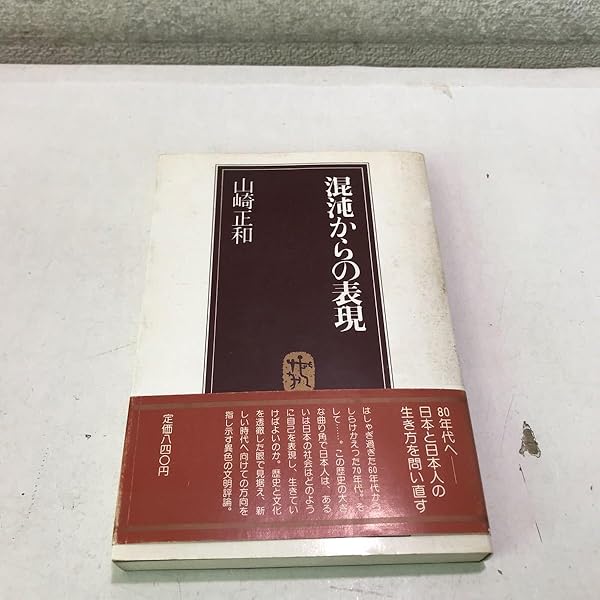 混沌からの表現
山崎正和
80年代へ――
日本と日本人の
生き方を問い直す
はしゃぎ過ぎた60年代から
しらけかえった70年代。そ
して……。この歴史の大き
な曲り角で日本人は、ある
いは日本の社会はどのよう
に自己を表現し、生きてい
けばよいのか。歴史と文化
を透徹した眼で見据え、新
しい時代へ向けての方向を
指し示す異色の文明評論。
定価八四〇円